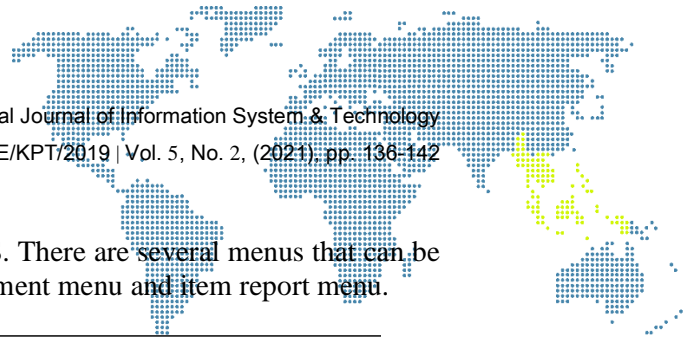 al Journal of Information System & Technology
E/KPT/2019 | Vol. 5, No. 2, (2021), pp. 136-142
. There are several menus that can be
ment menu and item report menu.